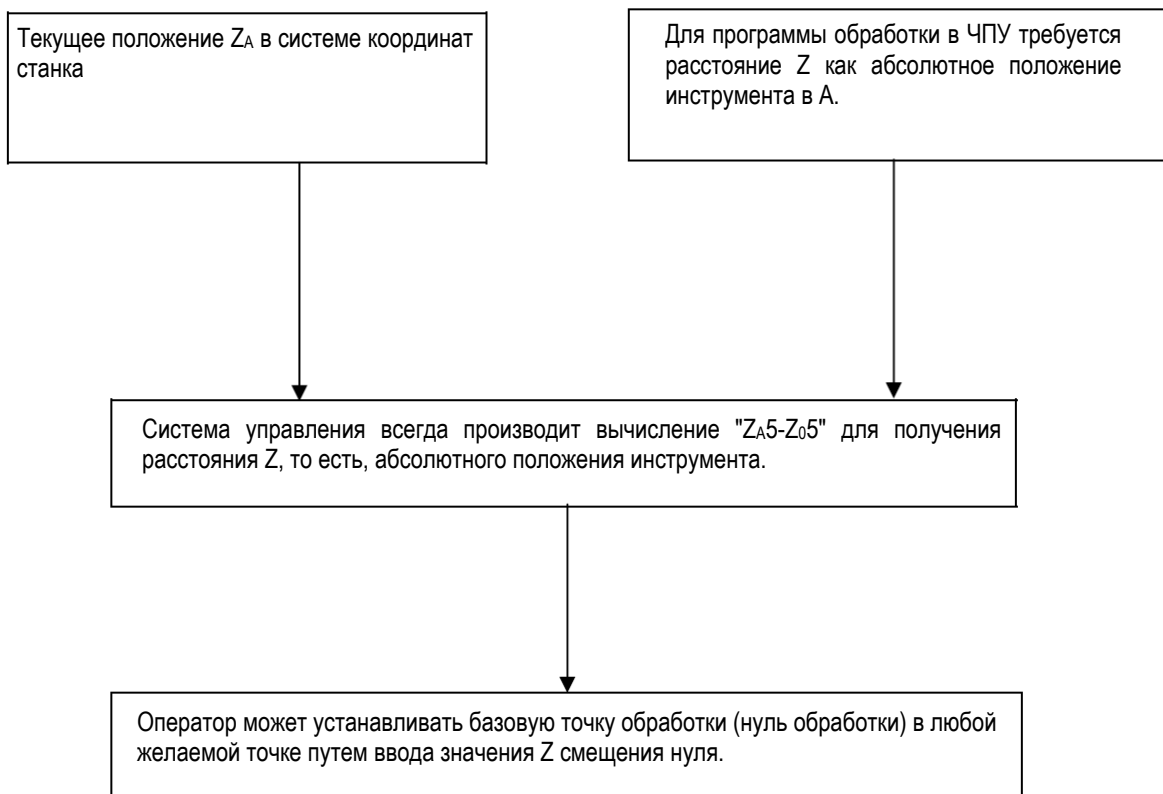 Текущее положение ZA в системе координат
станка
Для программы обработки в ЧПУ требуется
расстояние Z как абсолютное положение
инструмента в А.
Система управления всегда производит вычисление "ZA5-Z05" для получения
расстояния Z, то есть, абсолютного положения инструмента.
Оператор может устанавливать базовую точку обработки (нуль обработки) в любой
желаемой точке путем ввода значения Z смещения нуля.